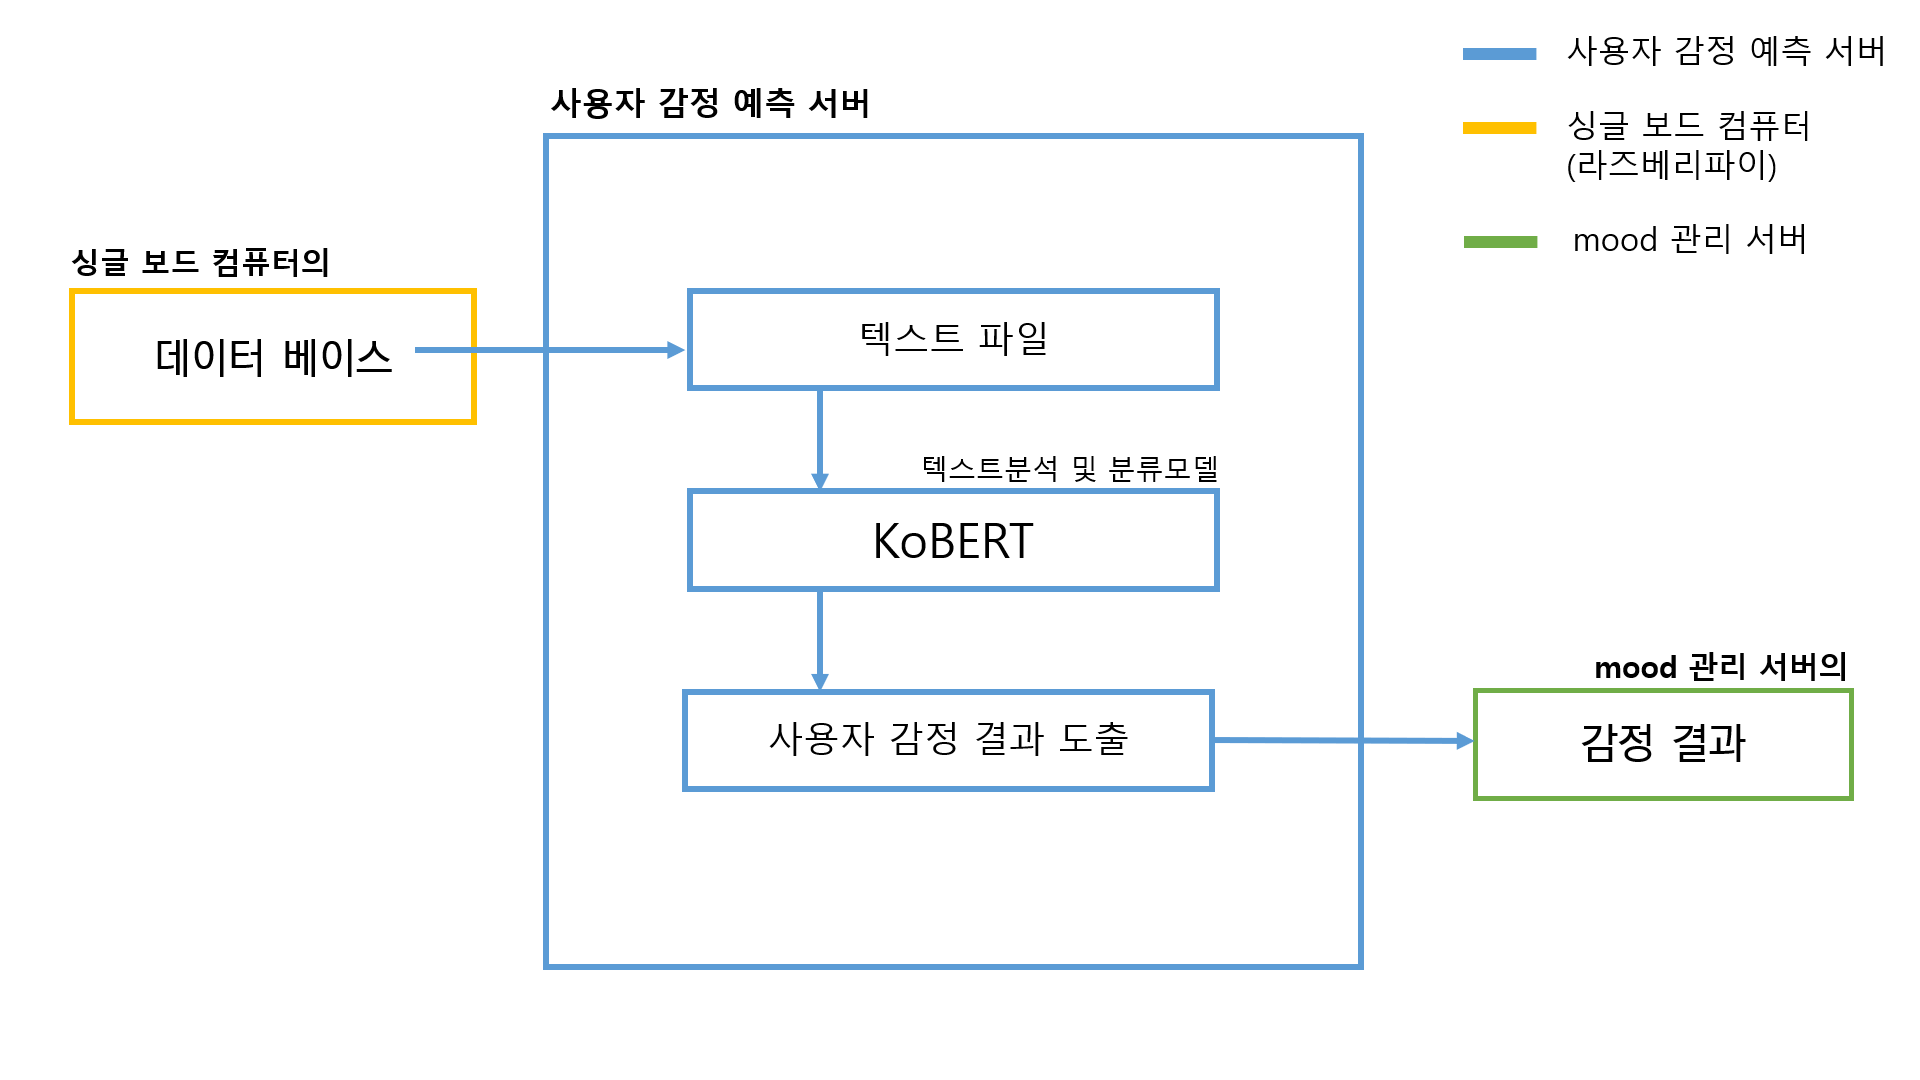 사용자 감정 예측 서버
싱글 보드 컴퓨터
(라즈베리파이)
mood 관리 서버
사용자 감정 예측 서버
싱글 보드 컴퓨터의
데이터 베이스
텍스트 파일
텍스트분석 및 분류모델
KoBERT
사용자 감정 결과 도출
mood 관리 서버의
감정 결과